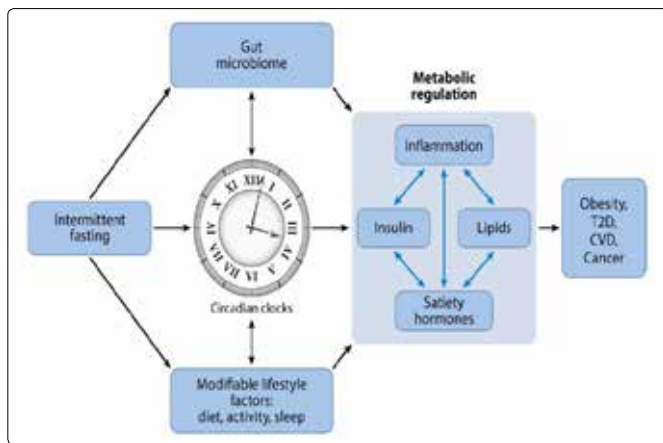 Gut
microbiome
Metabolic
regulation
Inflammation
Intermittent
fasting
Insulin
Lipids
Obesity,
T2D,
CVD,
Cancer
Satiety
hormones
Circadian clocks
Modifiable lifestyle
factors:
diet, activity, sleep